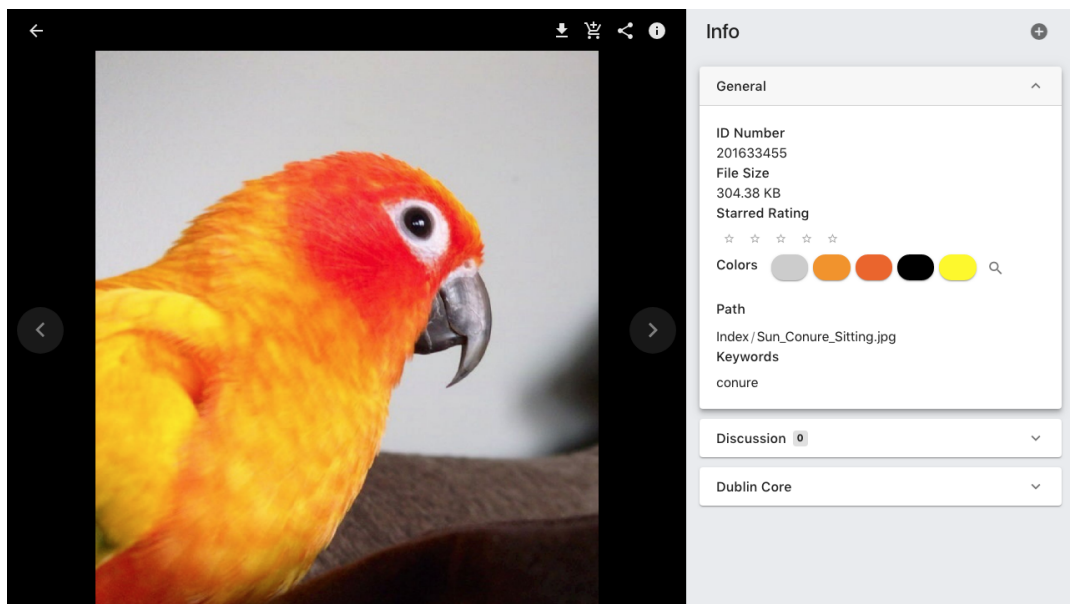 Info
General
ID Number
201633455
File Size
304.38 KB
Starred Rating
Colors
Path
Index/Sun_Conure_Sitting.jpg
Keywords
conure
Discussion 0
Dublin Core